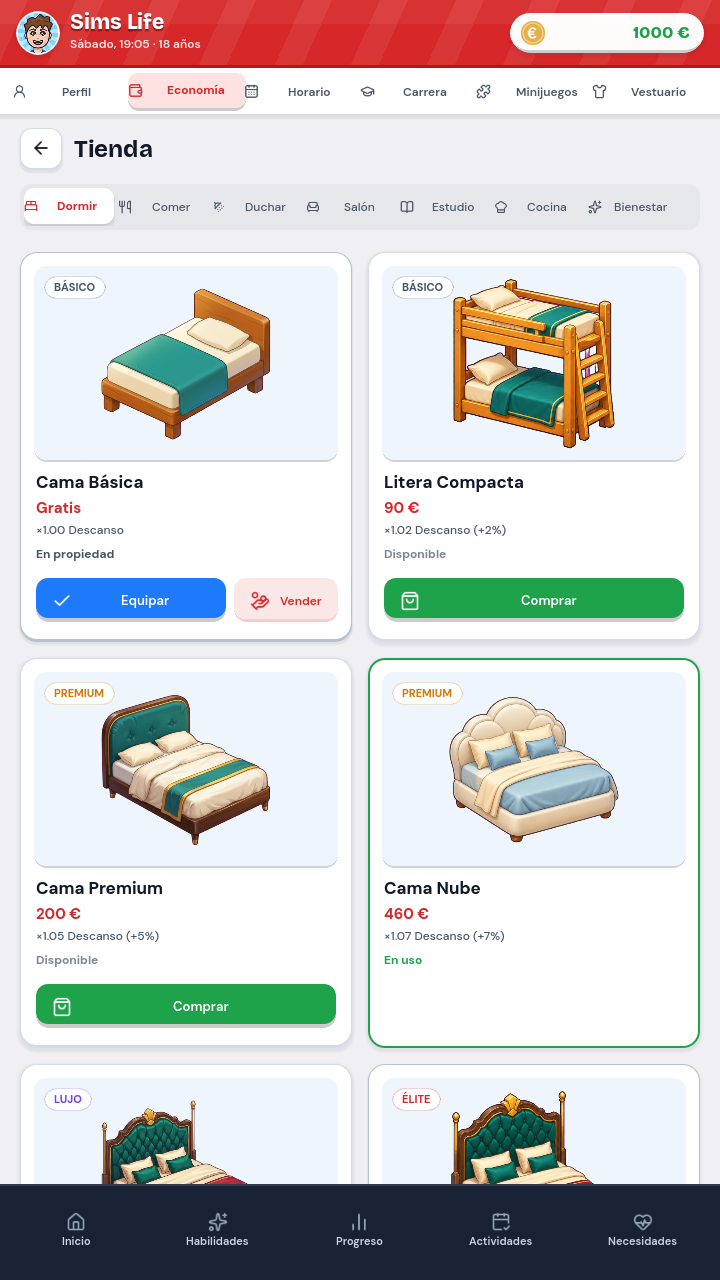 Sims Life
Sábado, 19:05 · 18 años
€ 1000 €
Perfil Economía Horario Carrera Minijuegos Vestuario
Tienda
Dormir Comer Duchar Salón Estudio Cocina Bienestar
BÁSICO
Cama Básica
Gratis
×1.00 Descanso
En propiedad
Equipar Vender
BÁSICO
Litera Compacta
90 €
×1.02 Descanso (+2%)
Disponible
Comprar
PREMIUM
Cama Premium
200 €
×1.05 Descanso (+5%)
Disponible
Comprar
PREMIUM
Cama Nube
460 €
×1.07 Descanso (+7%)
En uso
LUJO
ÉLITE
Inicio Habilidades Progreso Actividades Necesidades